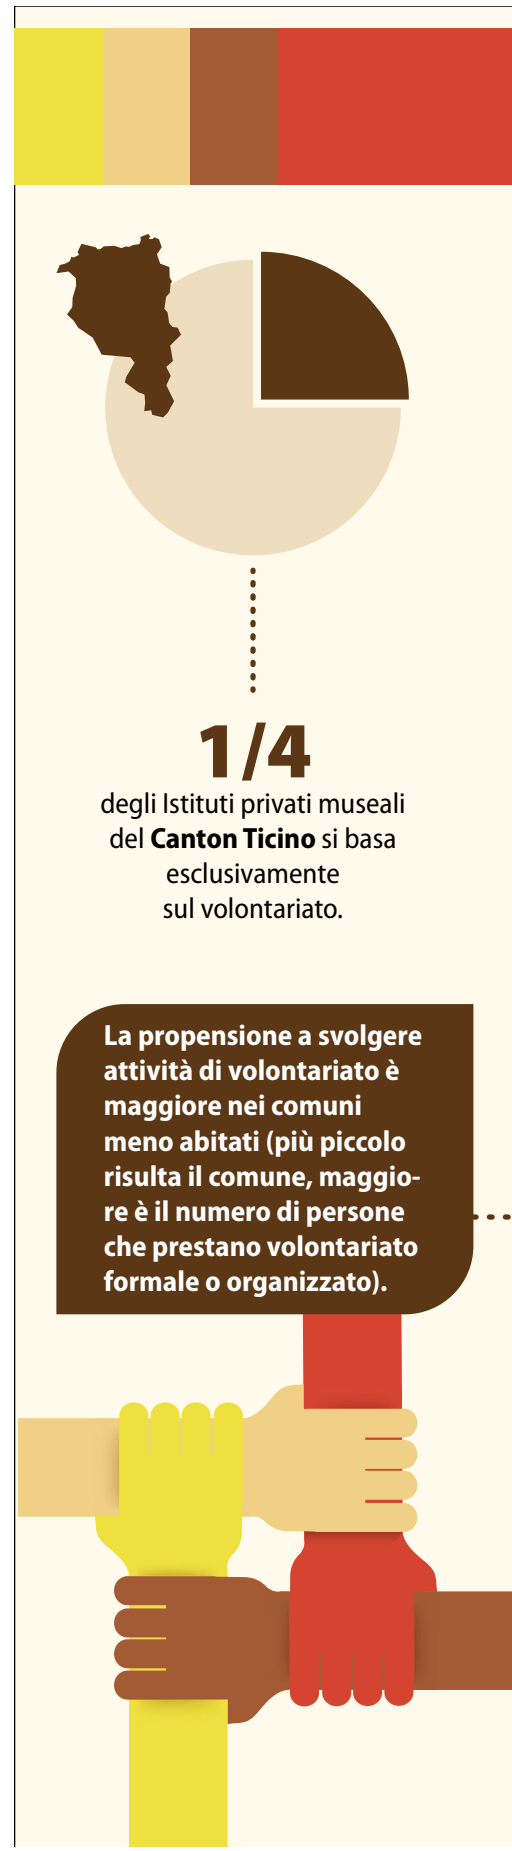 1/4
degli Istituti privati museali
del Canton Ticino si basa
esclusivamente
sul volontariato.
La propensione a svolgere
attività di volontariato è
maggiore nei comuni
meno abitati (più piccolo
risulta il comune, maggio-
re è il numero di persone
che prestano volontariato
formale o organizzato).